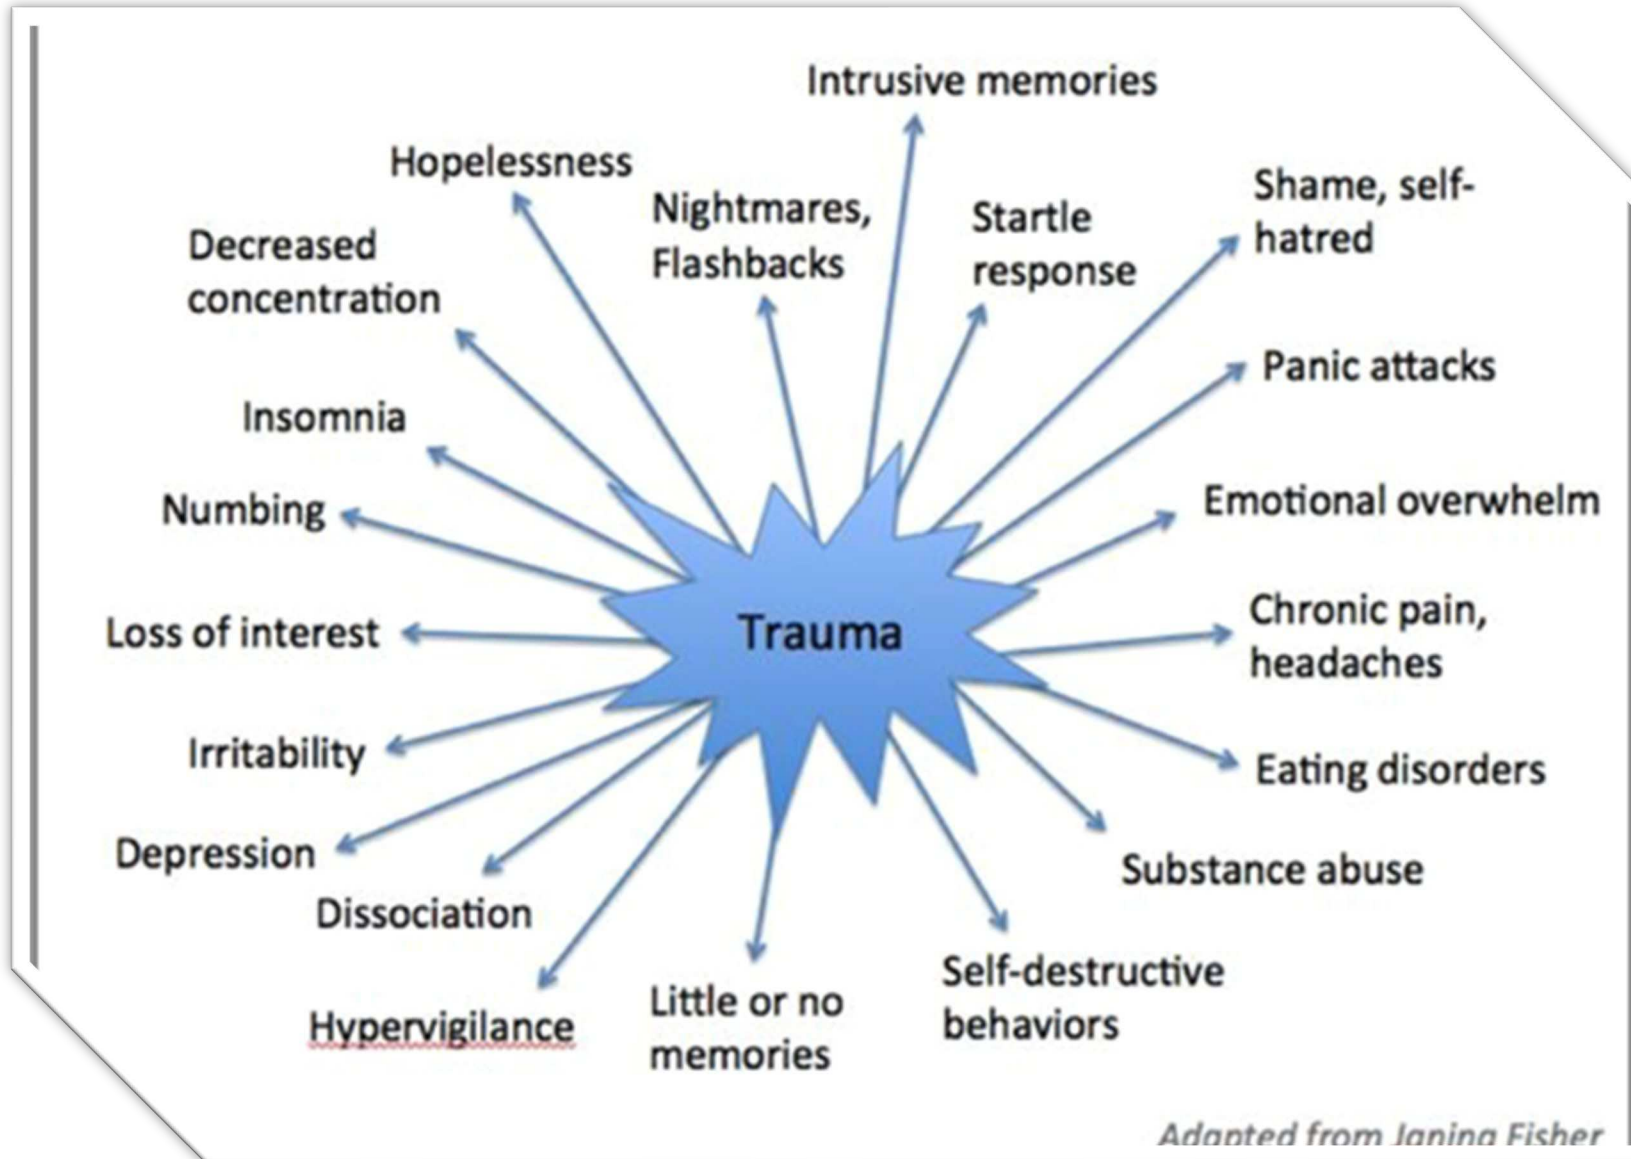 Intrusive memories
Hopelessness
Nightmares,
Flashbacks
Startle
response
Shame, self-
hatred
Decreased
concentration
Panic attacks
Insomnia
Numbing
Emotional overwhelm
Trauma
Loss of interest
Chronic pain,
headaches
Irritability
Eating disorders
Depression
Substance abuse
Dissociation
Hypervigilance
Little or no
memories
Self-destructive
behaviors
Adapted from Janina Fisher